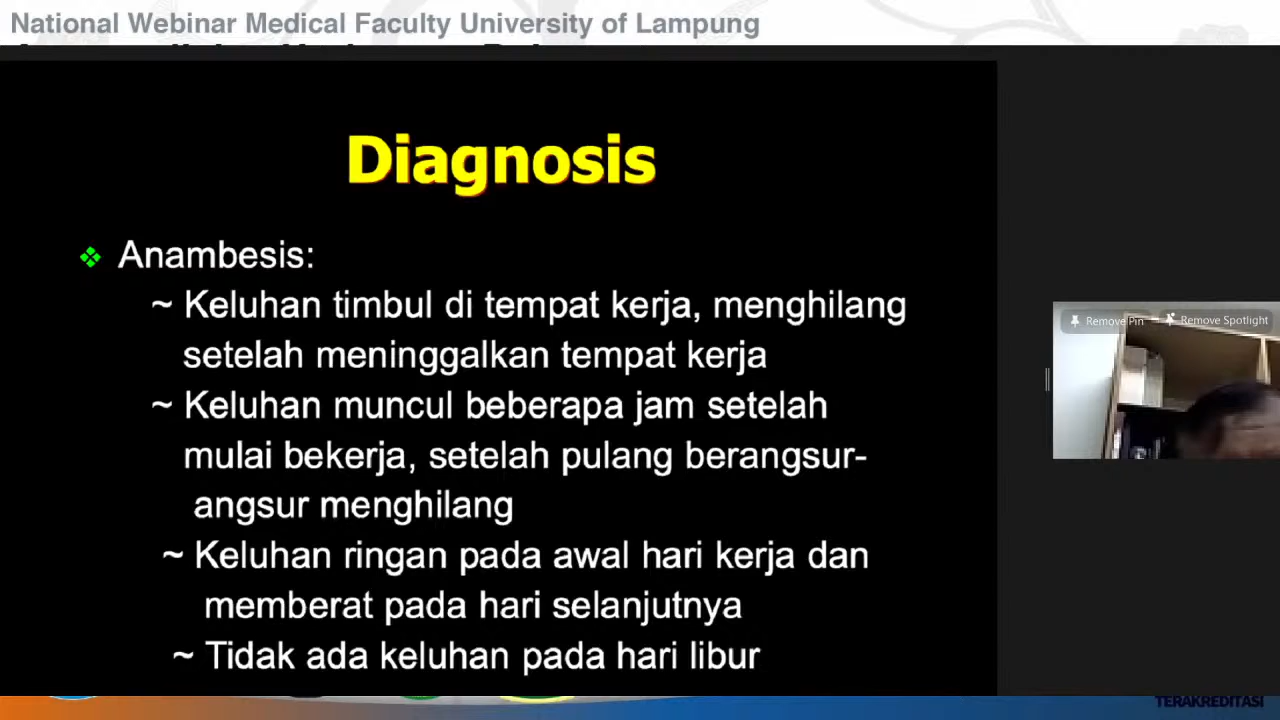 National Webinar Medical Faculty University of Lampung
Diagnosis
❖ Anambesis:
~ Keluhan timbul di tempat kerja, menghilang
setelah meninggalkan tempat kerja
~ Keluhan muncul beberapa jam setelah
mulai bekerja, setelah pulang berangsur-
angsur menghilang
~ Keluhan ringan pada awal hari kerja dan
memberat pada hari selanjutnya
~ Tidak ada keluhan pada hari libur
Remove Pin
Remove Spotlight
TERAKREDITASI